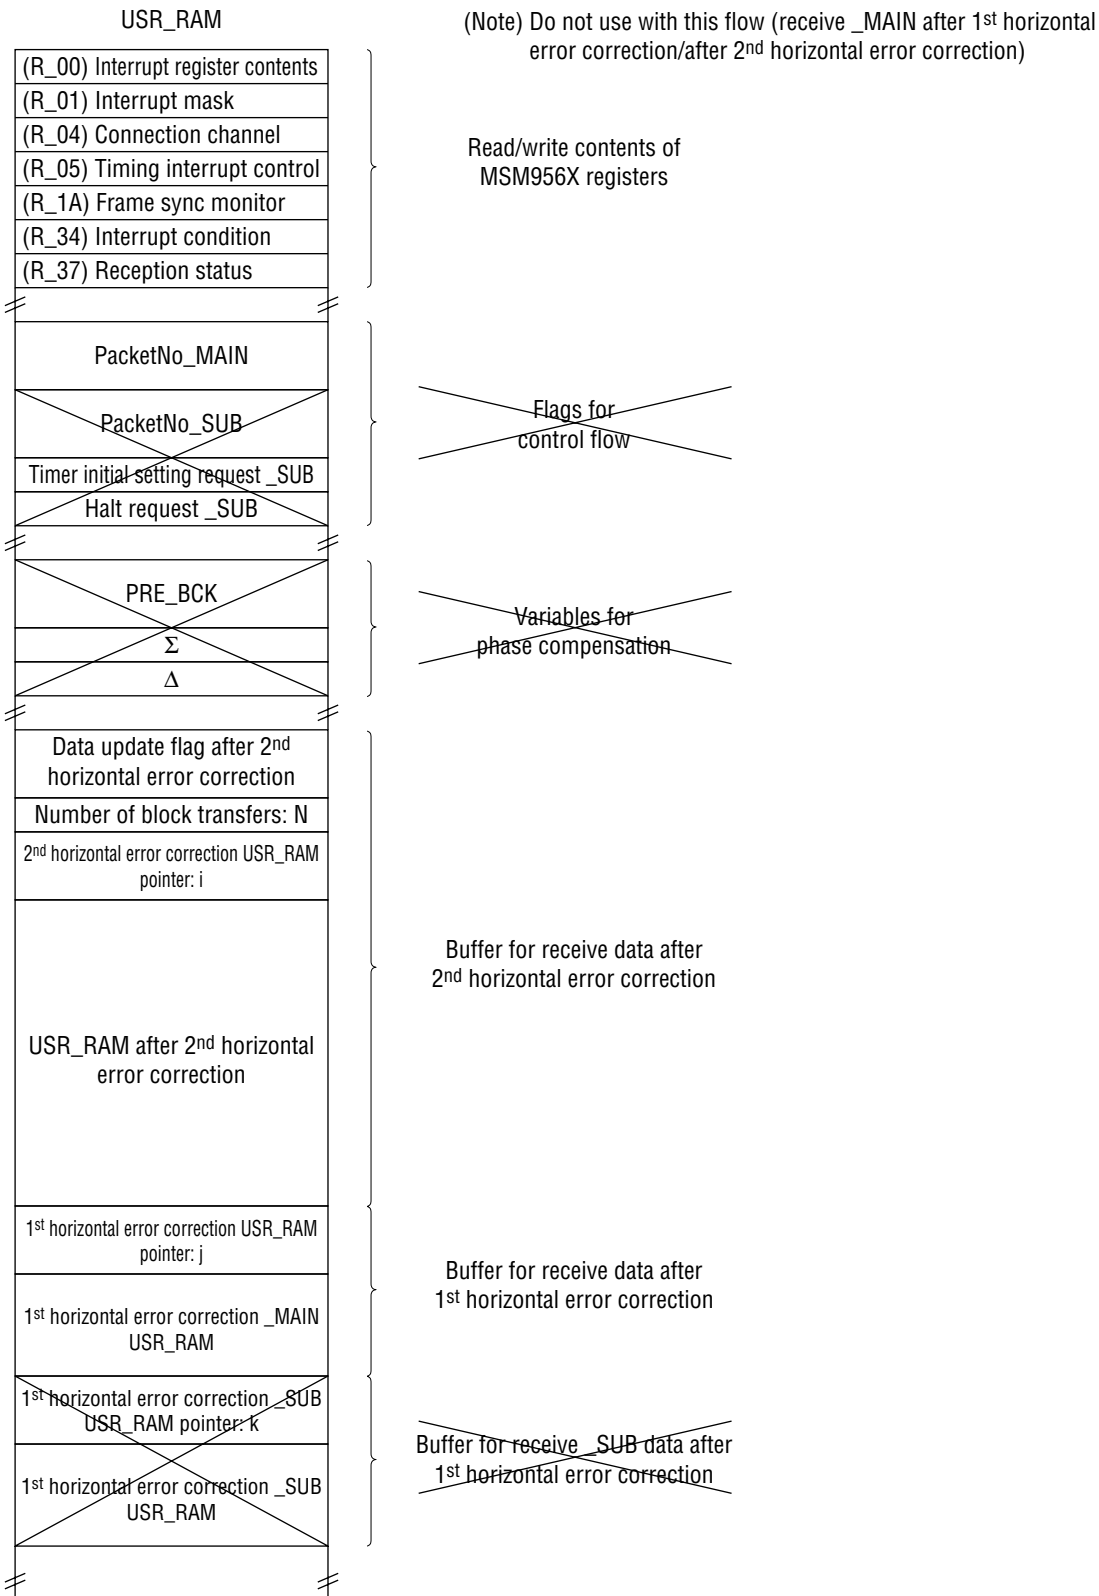 USR_RAM
(Note) Do not use with this flow (receive _MAIN after 1st horizontal
error correction/after 2nd horizontal error correction)
(R_00) Interrupt register contents
(R_01) Interrupt mask
(R_04) Connection channel
(R_05) Timing interrupt control
(R_1A) Frame sync monitor
(R_34) Interrupt condition
(R_37) Reception status
Read/write contents of
MSM956X registers
PacketNo_MAIN
PacketNo_SUB
Timer initial setting request _SUB
Halt request _SUB
Flags for
control flow
PRE_BCK
Σ
Δ
Variables for
phase compensation
Data update flag after 2nd
horizontal error correction
Number of block transfers: N
2nd horizontal error correction USR_RAM
pointer: i
USR_RAM after 2nd horizontal
error correction
Buffer for receive data after
2nd horizontal error correction
1st horizontal error correction USR_RAM
pointer: j
1st horizontal error correction _MAIN
USR_RAM
Buffer for receive data after
1st horizontal error correction
1st horizontal error correction _SUB
USR_RAM pointer: k
1st horizontal error correction _SUB
USR_RAM
Buffer for receive _SUB data after
1st horizontal error correction